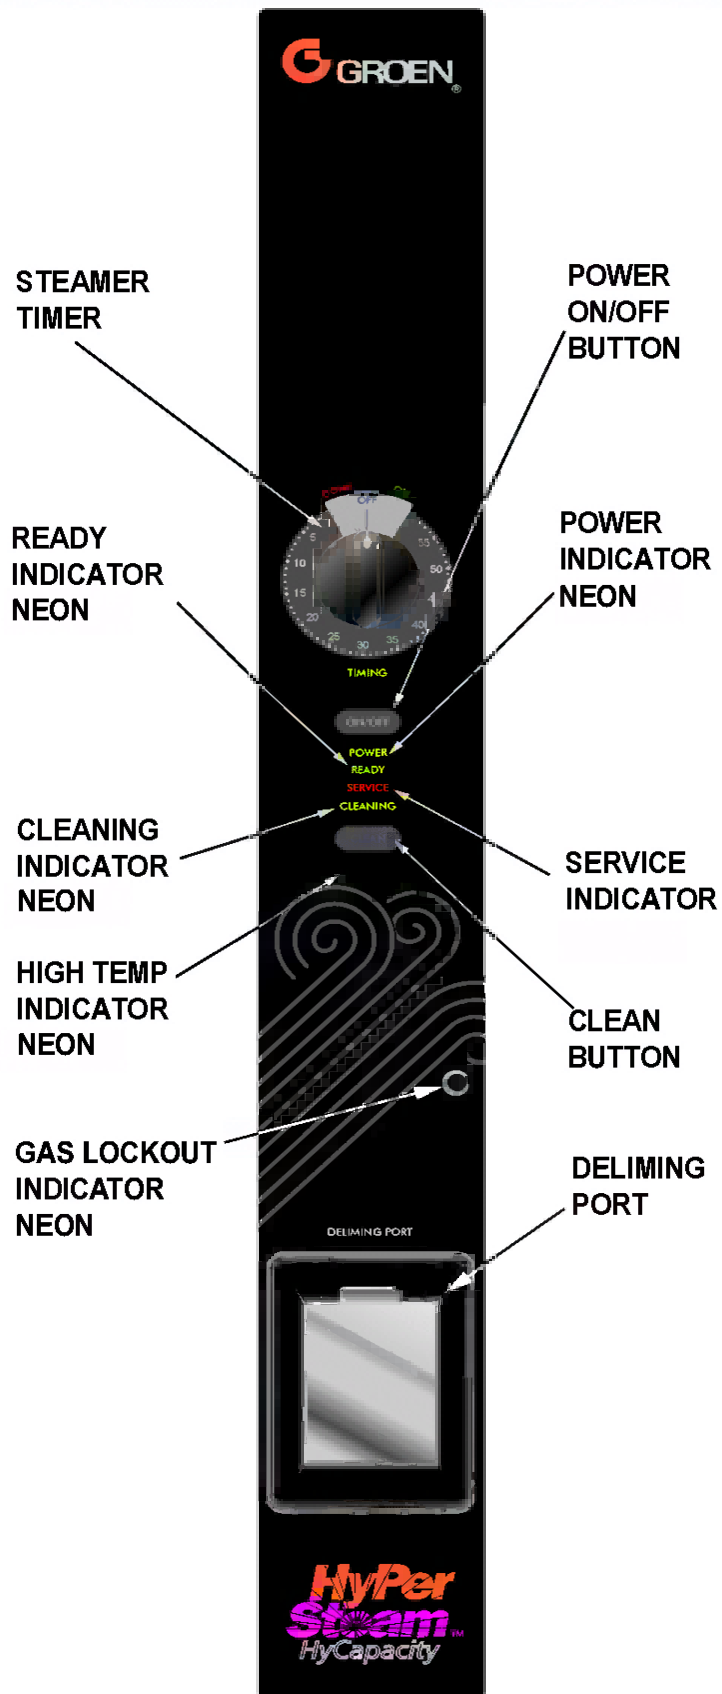 GROEN®
STEAMER
TIMER
POWER
ON/OFF
BUTTON
OFF
ON
5
10
15
20
25
30
35
40
50
55
READY
INDICATOR
NEON
POWER
INDICATOR
NEON
TIMING
ON/OFF
POWER
READY
SERVICE
CLEANING
CLEANING
INDICATOR
NEON
SERVICE
INDICATOR
HIGH TEMP
INDICATOR
NEON
CLEAN
BUTTON
GAS LOCKOUT
INDICATOR
NEON
DELIMING
PORT
DELIMING PORT
HyPer
Steam™
HyCapacity